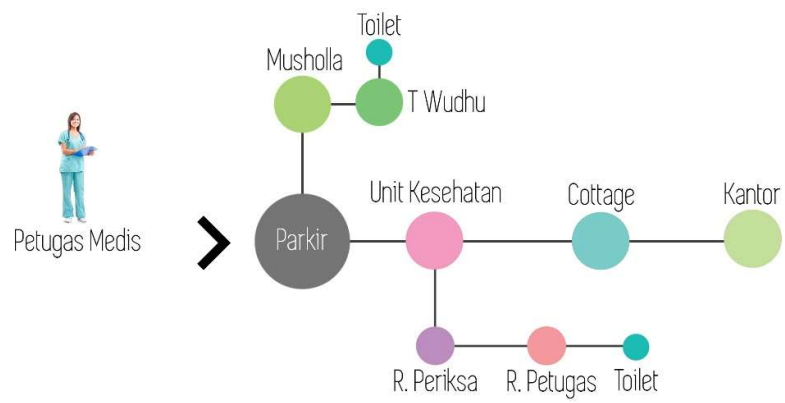 Toilet
Musholla
T Wudhu
Unit Kesehatan
Cottage
Kantor
Petugas Medis
Parkir
R. Periksa
R. Petugas
Toilet